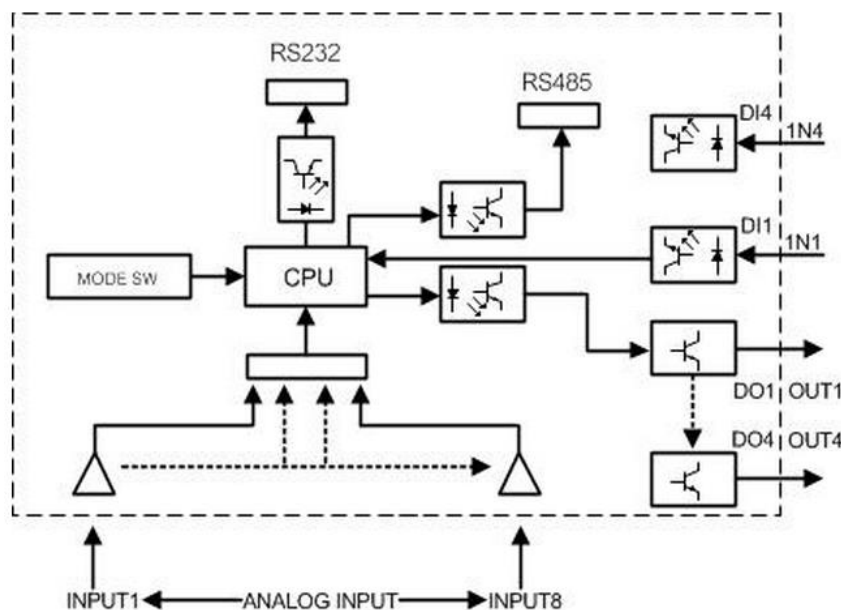 RS232
RS485
DI4
1N4
DI1
1N1
MODE SW
CPU
DO1 OUT1
DO4 OUT4
INPUT1 ANALOG INPUT INPUT8